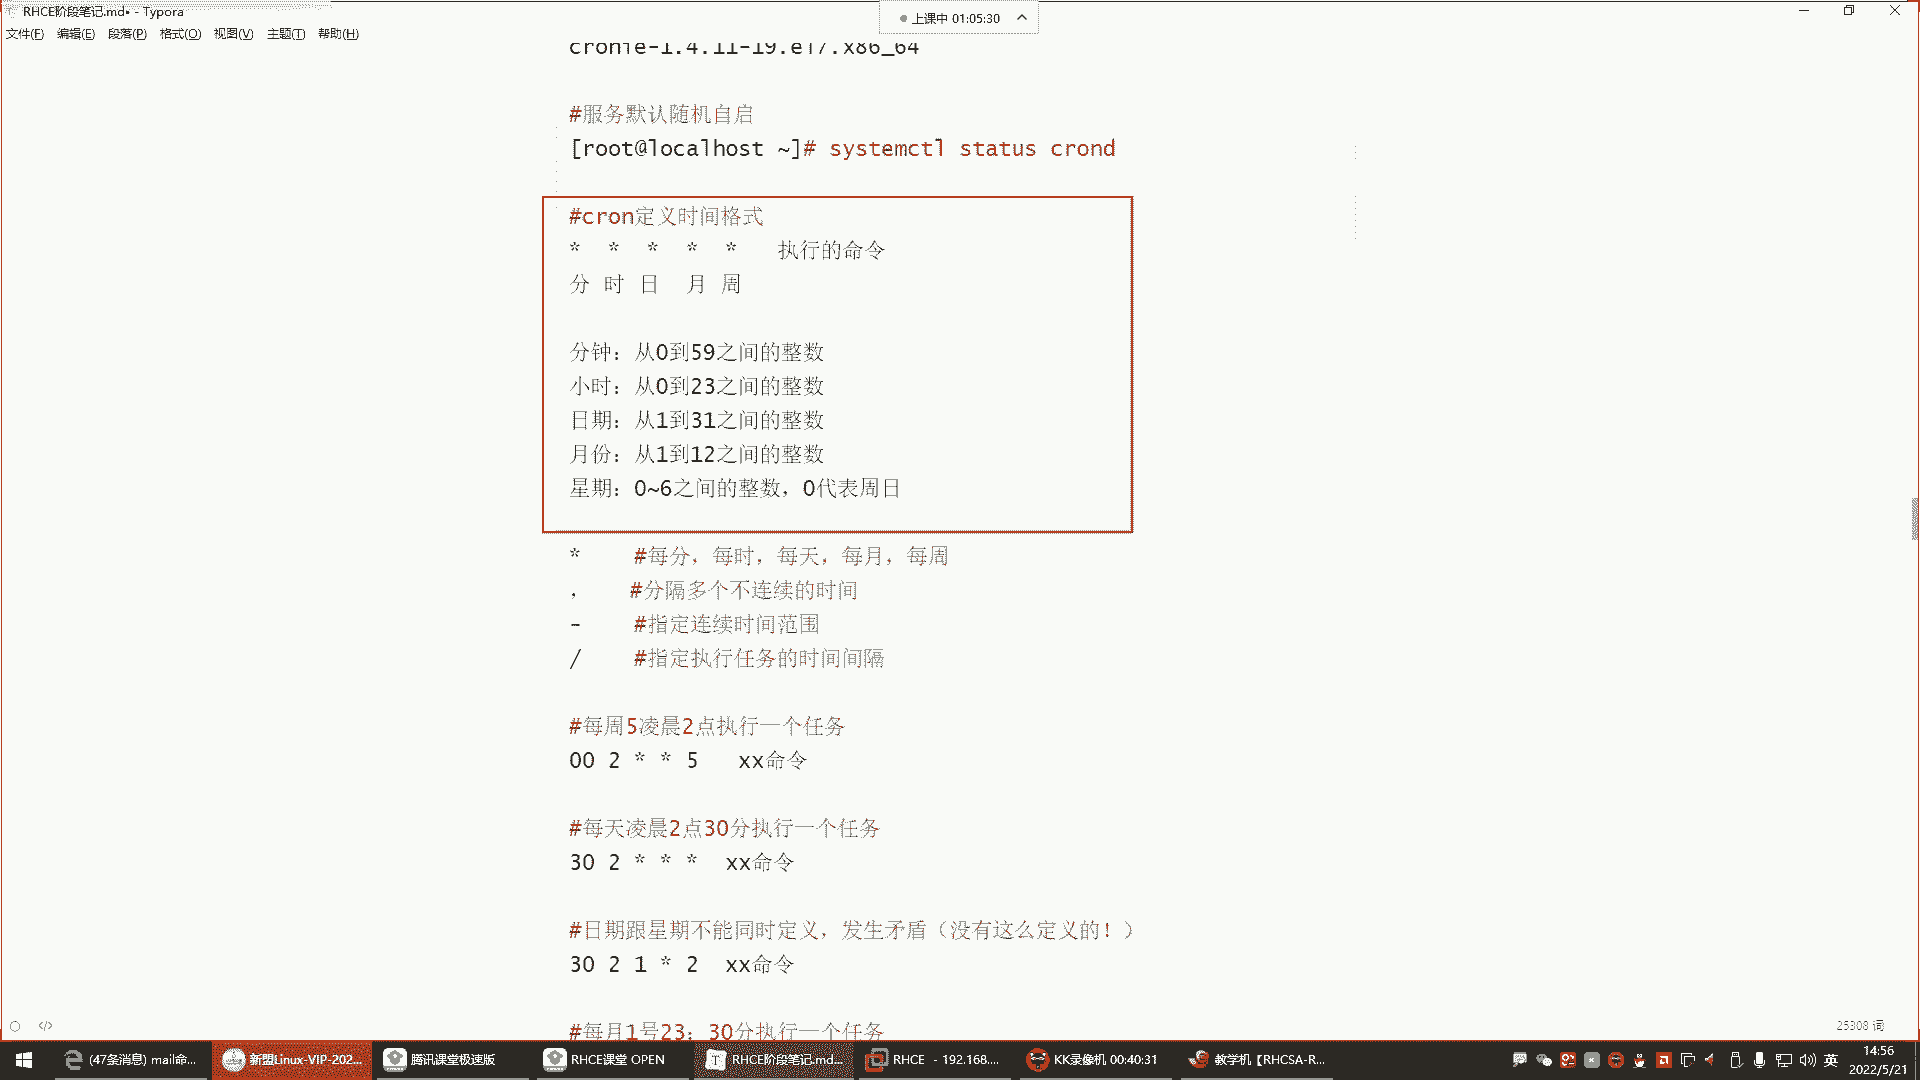 RHCE阶段笔记.md• - Typora
上课中 01:05:30
文件(F) 编辑(E) 段落(P) 格式(O) 视图(V) 主题(T) 帮助(H)
cronie-1.4.11-19.el7.x86_64
#服务默认随机自启
[root@localhost ~]# systemctl status crond
#cron定义时间格式
* * * * * 执行的命令
分 时 日 月 周
分钟：从0到59之间的整数
小时：从0到23之间的整数
日期：从1到31之间的整数
月份：从1到12之间的整数
星期：0~6之间的整数，0代表周日
* #每分，每时，每天，每月，每周
， #分隔多个不连续的时间
- #指定连续时间范围
/ #指定执行任务的时间间隔
#每周5凌晨2点执行一个任务
00 2 * * 5 xx命令
#每天凌晨2点30分执行一个任务
30 2 * * * xx命令
#日期跟星期不能同时定义，发生矛盾（没有这么定义的！）
30 2 1 * 2 xx命令
#每月1号23：30分执行一个任务
25308 词
(47条消息) mail命...
新盟Linux-VIP-202...
腾讯课堂极速版
RHCE课堂 OPEN
RHCE阶段笔记.md...
RHCE - 192.168....
KK录像机 00:40:31
教学机【RHCSA-R...
英
14:56
2022/5/21